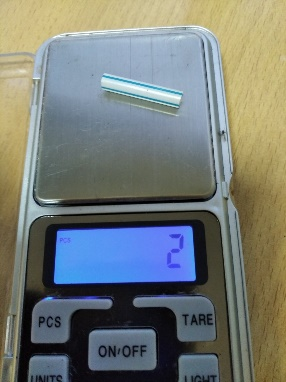 PCS
2
PCS
TARE
ON/OFF
UNITS
LIGHT